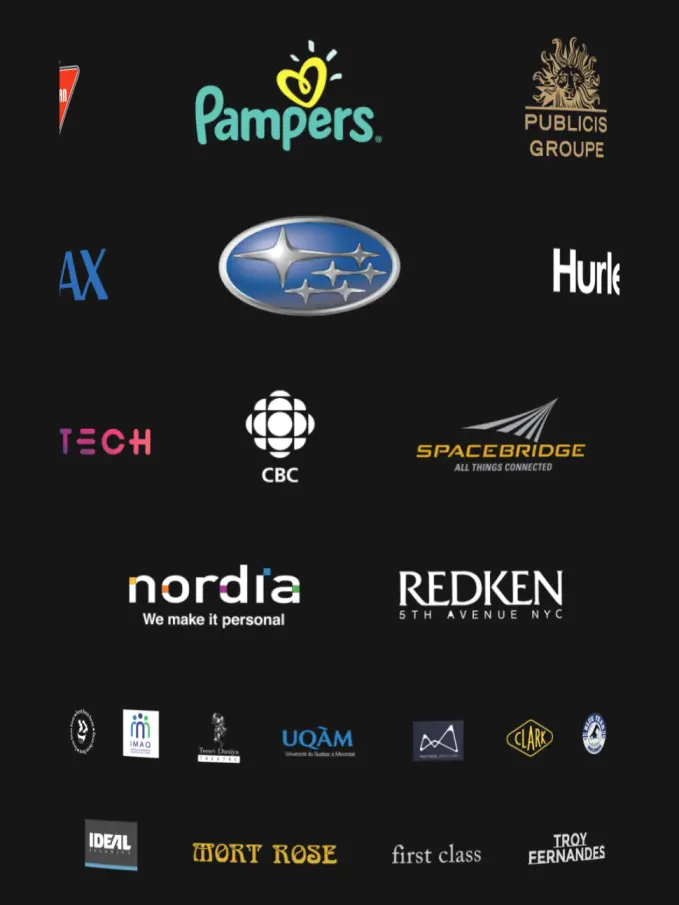 Pampers®
PUBLICIS
GROUPE
AX
Hurle
TECH
CBC
SPACEBRIDGE
ALL THINGS CONNECTED
nordia
We make it personal
REDKEN
5TH AVENUE NYC
IMAQ
Teesri Duniya
THEATRE
UQÀM
Université du Québec à Montréal
CLARK
IDEAL
SECURITY
MORT ROSE
first class
TROY
FERNANDES